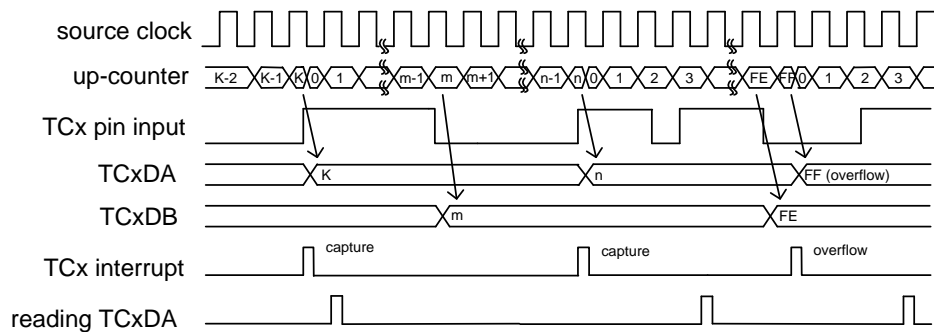 source clock
up-counter K-2 K-1 K 0 1 m-1 m m+1 n-1 n 0 1 2 3 FE FF 0 1 2 3
TCx pin input
TCxDA K n FF (overflow)
TCxDB m FE
TCx interrupt capture capture overflow
reading TCxDA